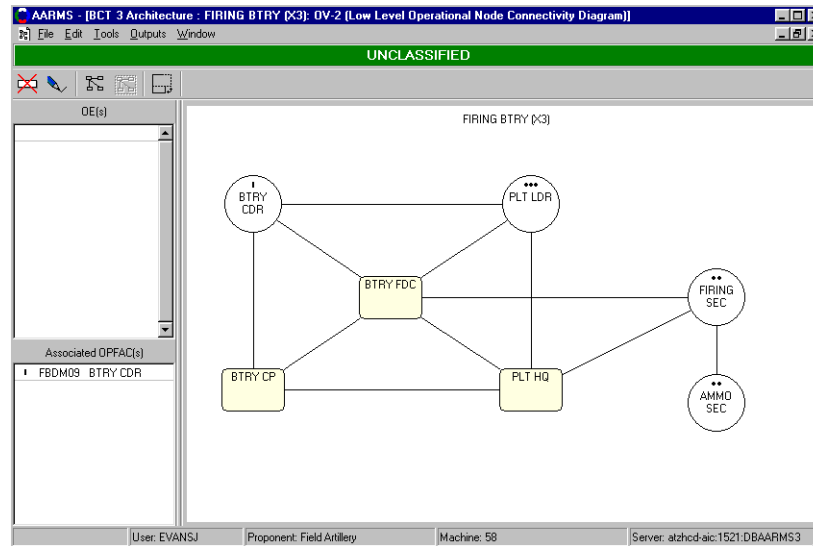 AARMS - [BCT 3 Architecture : FIRING BTRY (X3): OV-2 (Low Level Operational Node Connectivity Diagram)]
File Edit Tools Outputs Window
UNCLASSIFIED
OE(s)
FIRING BTRY (X3)
BTRY
CDR
PLT LDR
BTRY FDC
FIRING
SEC
BTRY CP
PLT HQ
AMMO
SEC
Associated OPFAC(s)
FBDM09 BTRY CDR
User: EVANSJ
Proponent: Field Artillery
Machine: 58
Server: atzhcd-aic:1521:DBAARMS3